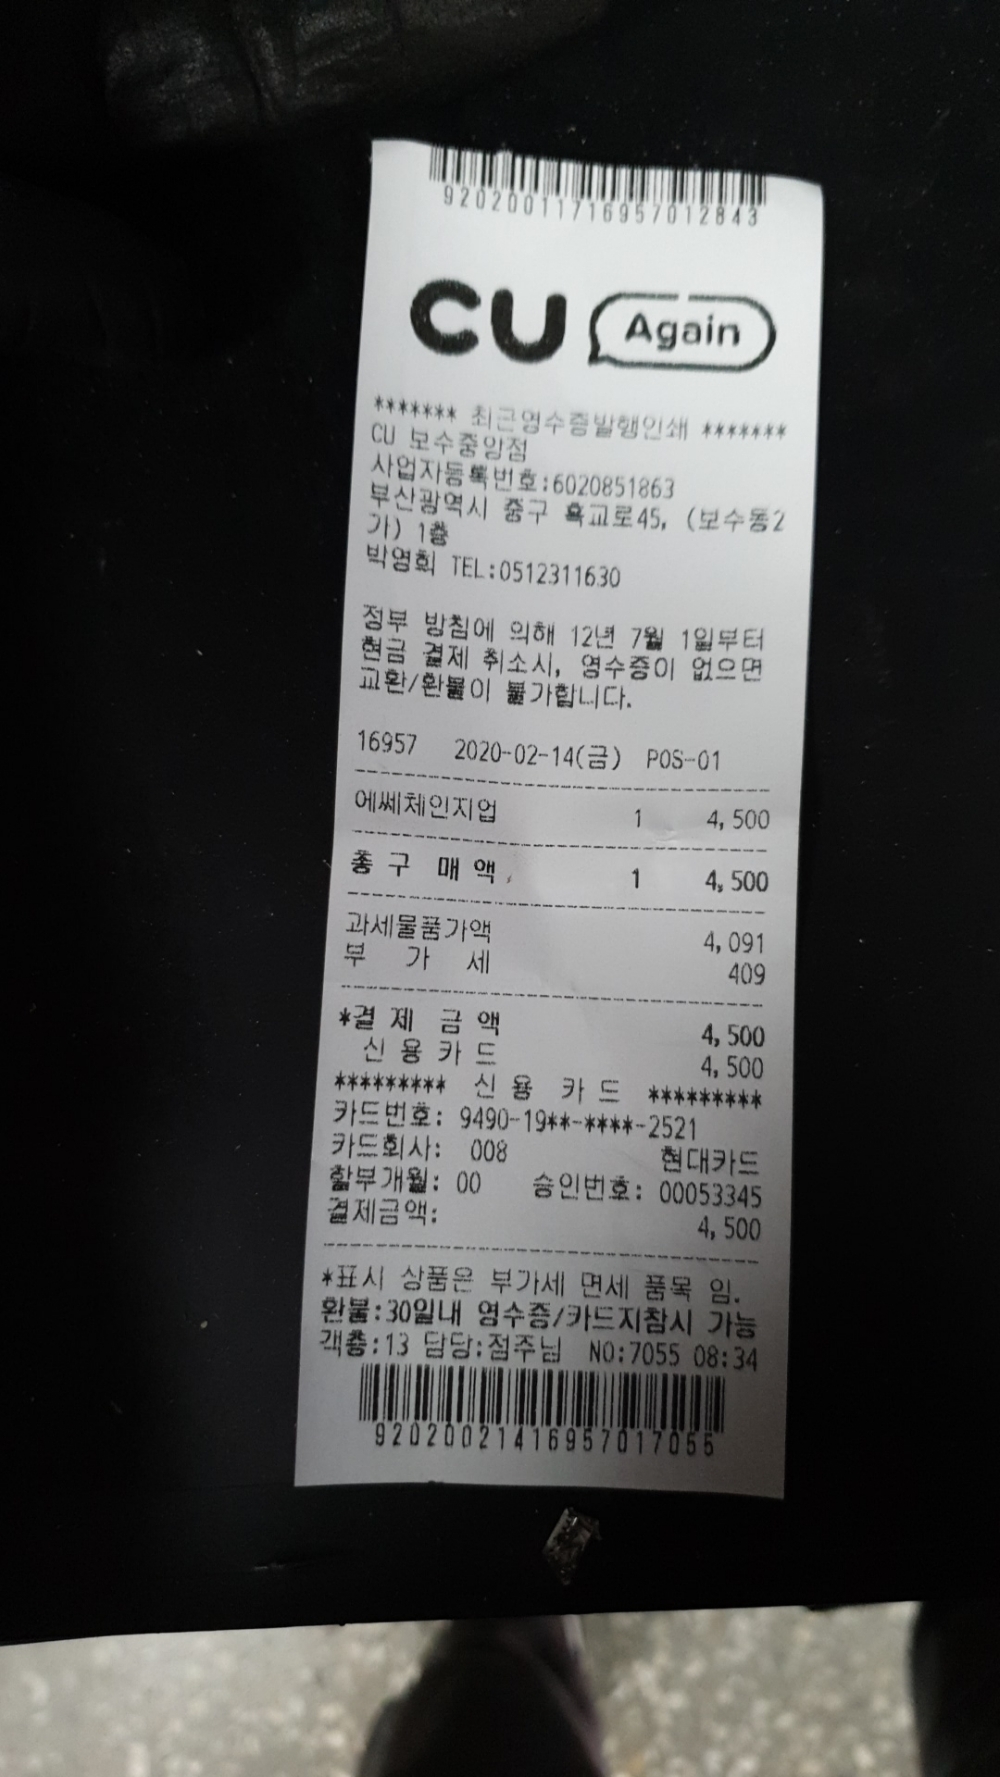 92020011716957012843
CU Again
******* 최근영수증발행인쇄 *******
CU 보수중앙점
사업자등록번호:6020851863
부산광역시 중구 흑교로45, (보수동2
가) 1층
박영희 TEL:0512311630
정부 방침에 의해 12년 7월 1일부터
현금 결제 취소시, 영수증이 없으면
교환/환불이 불가합니다.
16957 2020-02-14(금) POS-01
에쎄체인지업 1 4,500
총 구 매 액 1 4,500
과세물품가액 4,091
부 가 세 409
*결 제 금 액 4,500
신 용 카 드 4,500
********* 신 용 카 드 *********
카드번호: 9490-19**-****-2521
카드회사: 008 현대카드
할부개월: 00 승인번호: 00053345
결제금액: 4,500
*표시 상품은 부가세 면세 품목 임.
환불:30일내 영수증/카드지참시 가능
객층:13 담당:점주님 NO:7055 08:34
92020021416957017055